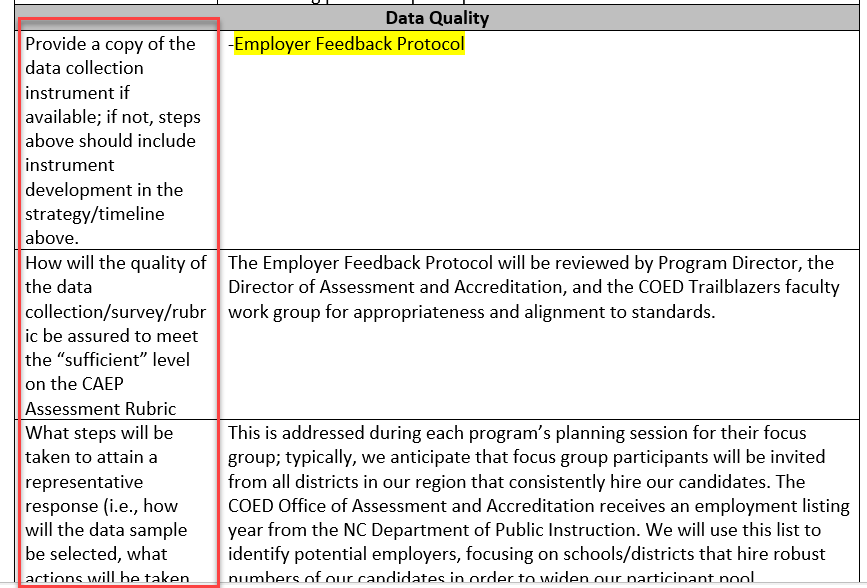 Data Quality
Provide a copy of the
data collection
instrument if
available; if not, steps
above should include
instrument
development in the
strategy/timeline
above.
-Employer Feedback Protocol
How will the quality of
the data
collection/survey/rubr
ic be assured to meet
the “sufficient” level
on the CAEP
Assessment Rubric
The Employer Feedback Protocol will be reviewed by Program Director, the
Director of Assessment and Accreditation, and the COED Trailblazers faculty
work group for appropriateness and alignment to standards.
What steps will be
taken to attain a
representative
response (i.e., how
will the data sample
be selected, what
actions will be taken
This is addressed during each program’s planning session for their focus
group; typically, we anticipate that focus group participants will be invited
from all districts in our region that consistently hire our candidates. The
COED Office of Assessment and Accreditation receives an employment listing
year from the NC Department of Public Instruction. We will use this list to
identify potential employers, focusing on schools/districts that hire robust
numbers of our candidates in order to widen our participant pool.